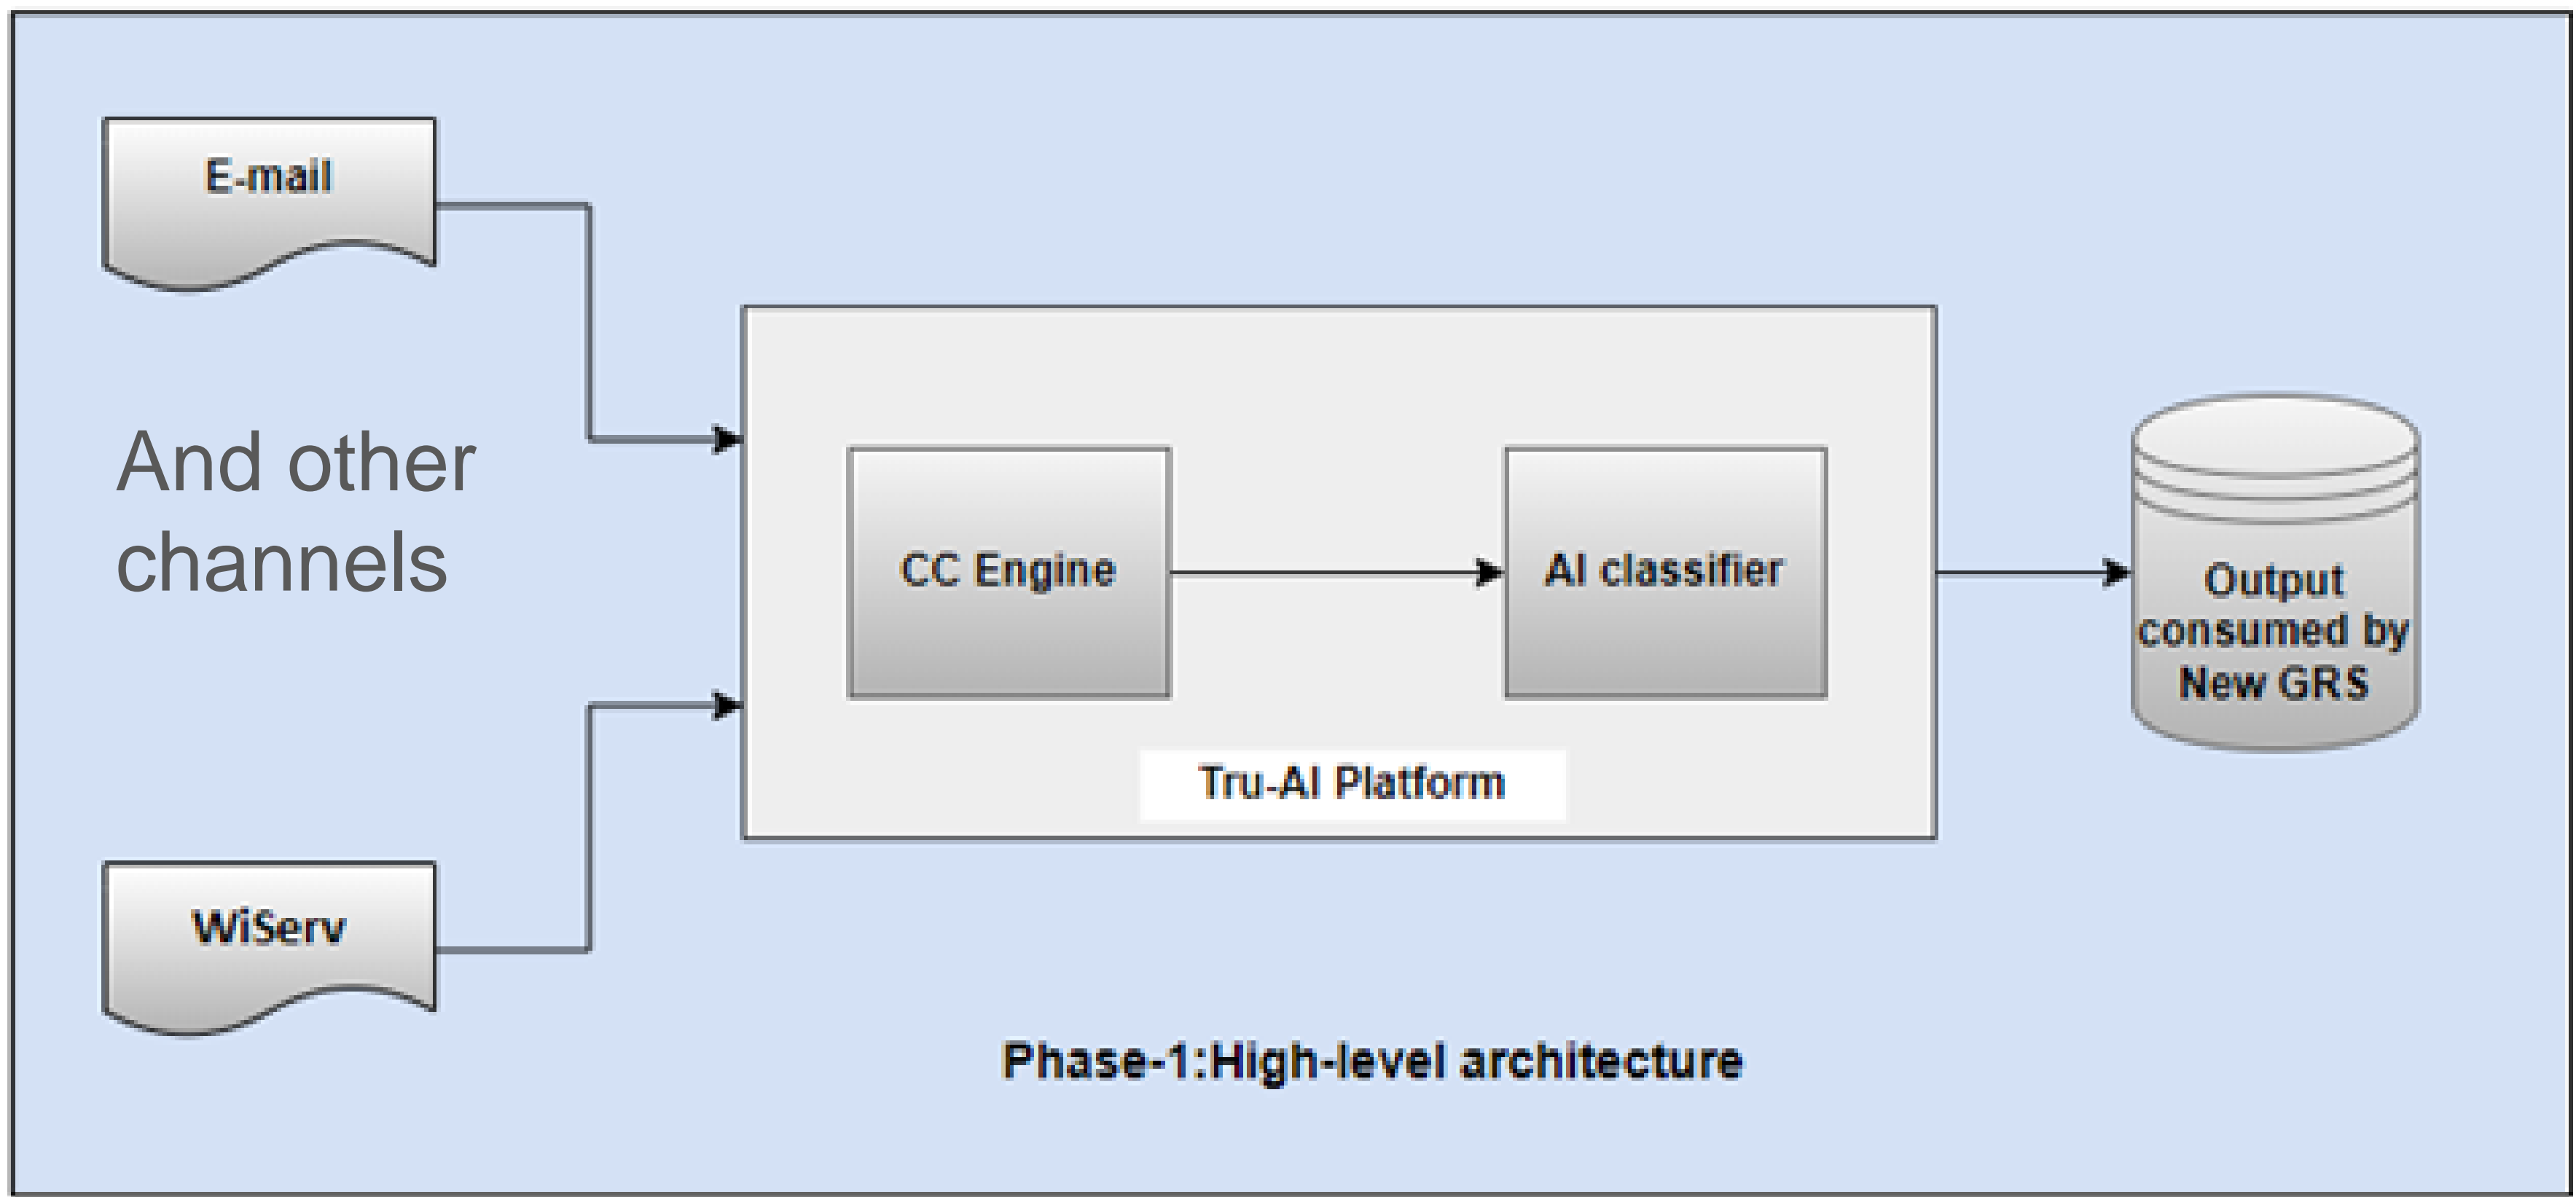 E-mail
And other
channels
CC Engine
AI classifier
Output
consumed by
New GRS
Tru-AI Platform
WiServ
Phase-1:High-level architecture